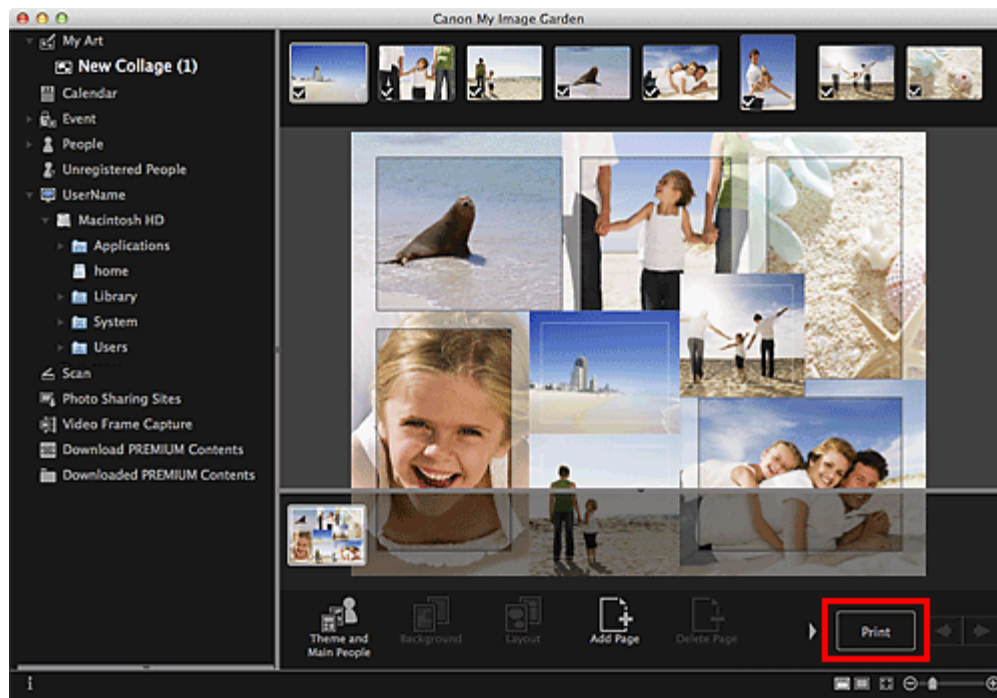 Canon My Image Garden
My Art
New Collage (1)
Calendar
Event
People
Unregistered People
UserName
Macintosh HD
Applications
home
Library
System
Users
Scan
Photo Sharing Sites
Video Frame Capture
Download PREMIUM Contents
Downloaded PREMIUM Contents
Theme and
Main People
Background
Layout
Add Page
Delete Page
Print